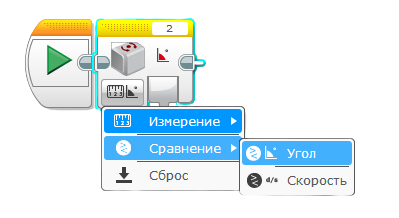 2
Измерение
Сравнение
Сброс
Угол
d/s Скорость